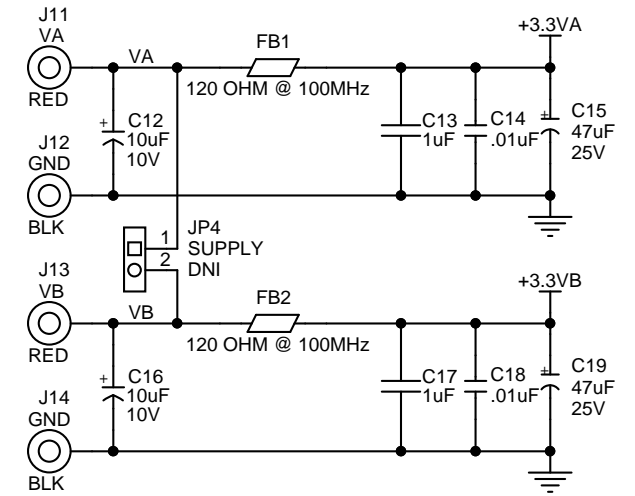 J11
VA
RED
VA
FB1
120 OHM @ 100MHz
+3.3VA
+
C12
10uF
10V
C13
1uF
C14
.01uF
+
C15
47uF
25V
J12
GND
BLK
1
2
JP4
SUPPLY
DNI
J13
VB
RED
VB
FB2
120 OHM @ 100MHz
+3.3VB
+
C16
10uF
10V
C17
1uF
C18
.01uF
+
C19
47uF
25V
J14
GND
BLK